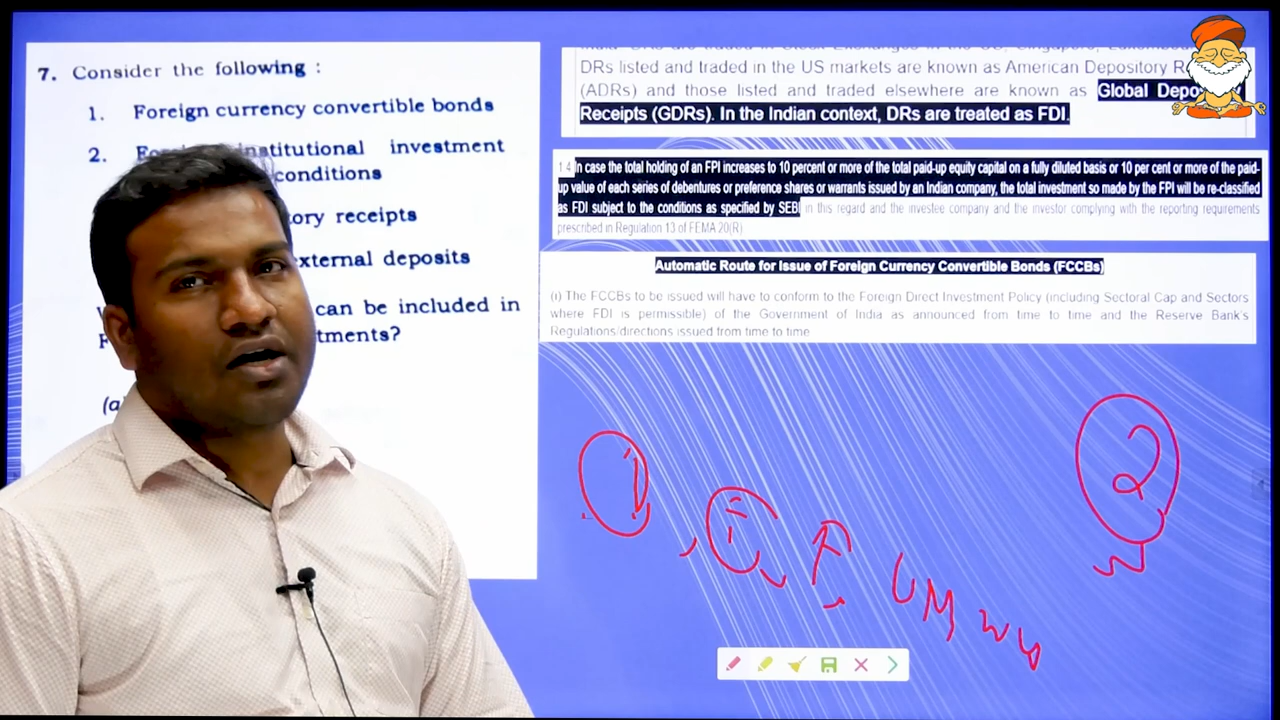 7. Consider the following :
1. Foreign currency convertible bonds
2. institutional investment
conditions
receipts
external deposits
can be included in
DRs listed and traded in the US markets are known as American Depository
(ADRs) and those listed and traded elsewhere are known as Global
Receipts (GDRs). In the Indian context, DRs are treated as FDI.
1.4 In case the total holding of an FPI increases to 10 percent or more of the total paid-up equity capital on a fully diluted basis or 10 per cent or more of the paid-
up value of each series of debentures or preference shares or warrants issued by an Indian company, the total investment so made by the FPI will be re-classified
as FDI subject to the conditions as specified by SEBI in this regard and the investee company and the investor complying with the reporting requirements
prescribed in Regulation 13 of FEMA 20(R)
Automatic Route for Issue of Foreign Currency Convertible Bonds (FCCBs)
(i) The FCCBs to be issued will have to conform to the Foreign Direct Investment Policy (including Sectoral Cap and Sectors
where FDI is permissible) of the Government of India as announced from time to time and the Reserve Bank's
Regulations/directions issued from time to time
1
2